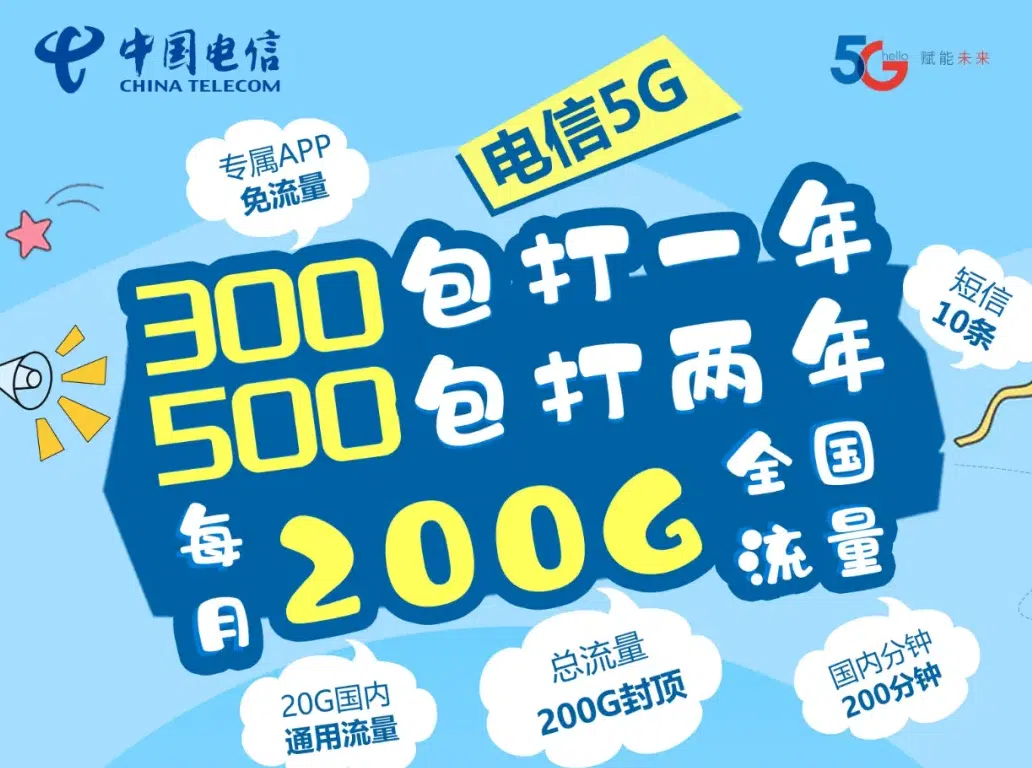 中国电信
CHINA TELECOM
5G
hello
赋能未来
电信5G
专属APP
免流量
300包打一年
500包打两年
短信
10条
每月200G全国流量
20G国内
通用流量
总流量
200G封顶
国内分钟
200分钟